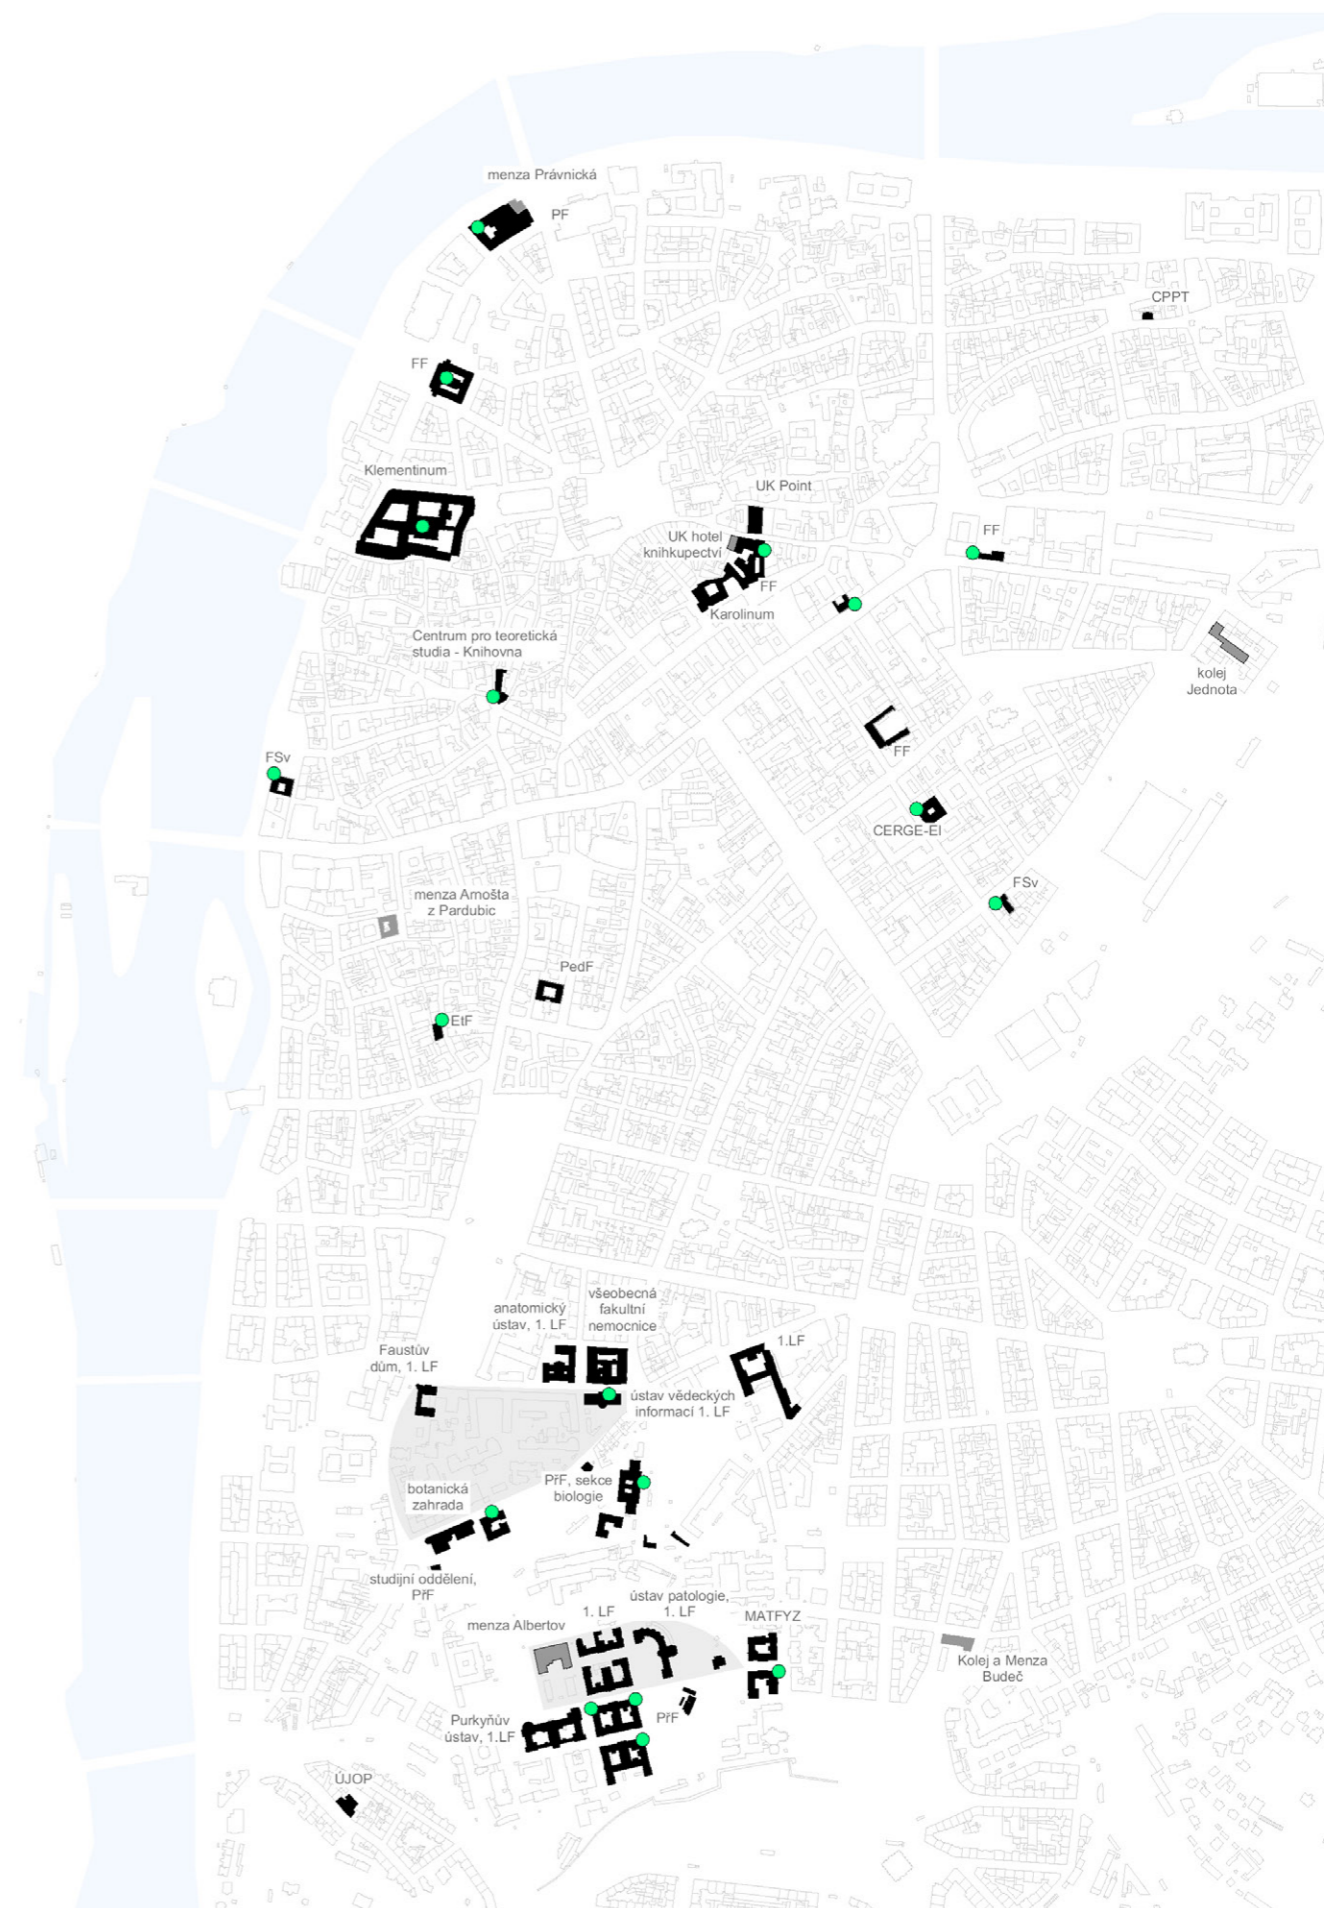 menza Právnická
PF
CPPT
FF
Klementinum
UK Point
UK hotel
knihkupectví
FF
FF
Karolinum
Centrum pro teoretická
studia - Knihovna
kolej
Jednota
FF
FSv
CERGE-EI
FSv
menza Arnošta
z Pardubic
PedF
EtF
všeobecná
fakultní
nemocnice
anatomický
ústav, 1. LF
1.LF
Faustův
dům, 1. LF
ústav vědeckých
informací 1. LF
PřF, sekce
biologie
botanická
zahrada
studijní oddělení,
PřF
ústav patologie,
1. LF
1. LF
MATFYZ
menza Albertov
Kolej a Menza
Budeč
Purkyňův
ústav, 1.LF
PřF
ÚJOP